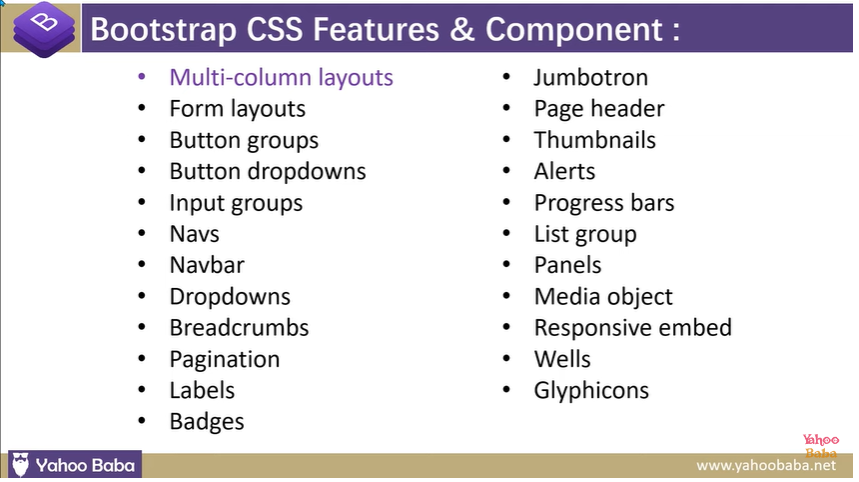 B
Bootstrap CSS Features & Component :
• Multi-column layouts
• Form layouts
• Button groups
• Button dropdowns
• Input groups
• Navs
• Navbar
• Dropdowns
• Breadcrumbs
• Pagination
• Labels
• Badges
• Jumbotron
• Page header
• Thumbnails
• Alerts
• Progress bars
• List group
• Panels
• Media object
• Responsive embed
• Wells
• Glyphicons
Yahoo
Baba
Yahoo Baba
www.yahoobaba.net